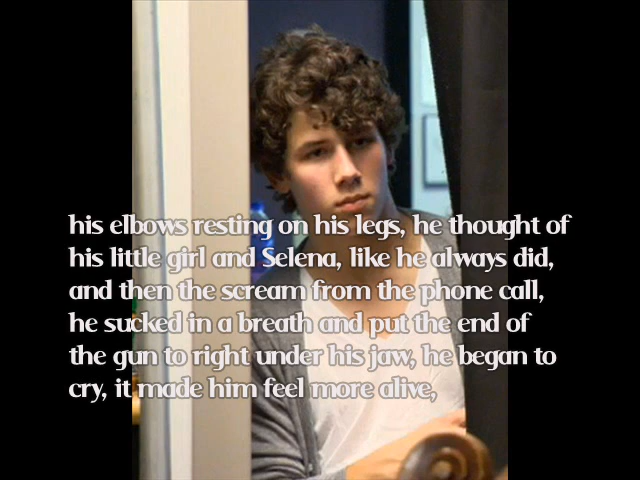 his elbows resting on his legs, he thought of
his little girl and Selena, like he always did,
and then the scream from the phone call,
he sucked in a breath and put the end of
the gun to right under his jaw, he began to
cry, it made him feel more alive,